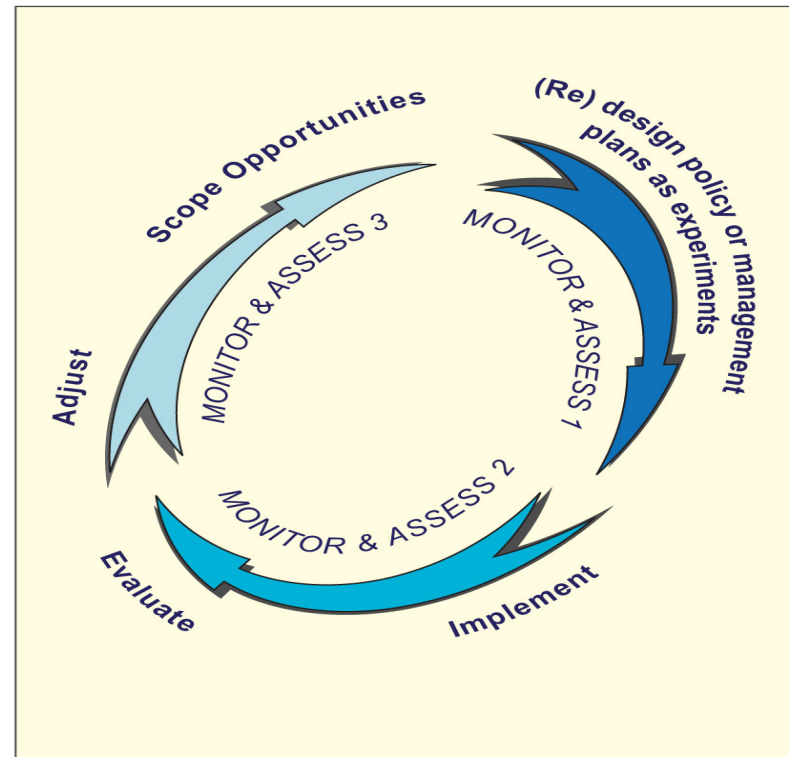 Scope Opportunities
(Re) design policy or management
plans as experiments
MONITOR & ASSESS 3
MONITOR & ASSESS 1
Adjust
MONITOR & ASSESS 2
Evaluate
Implement